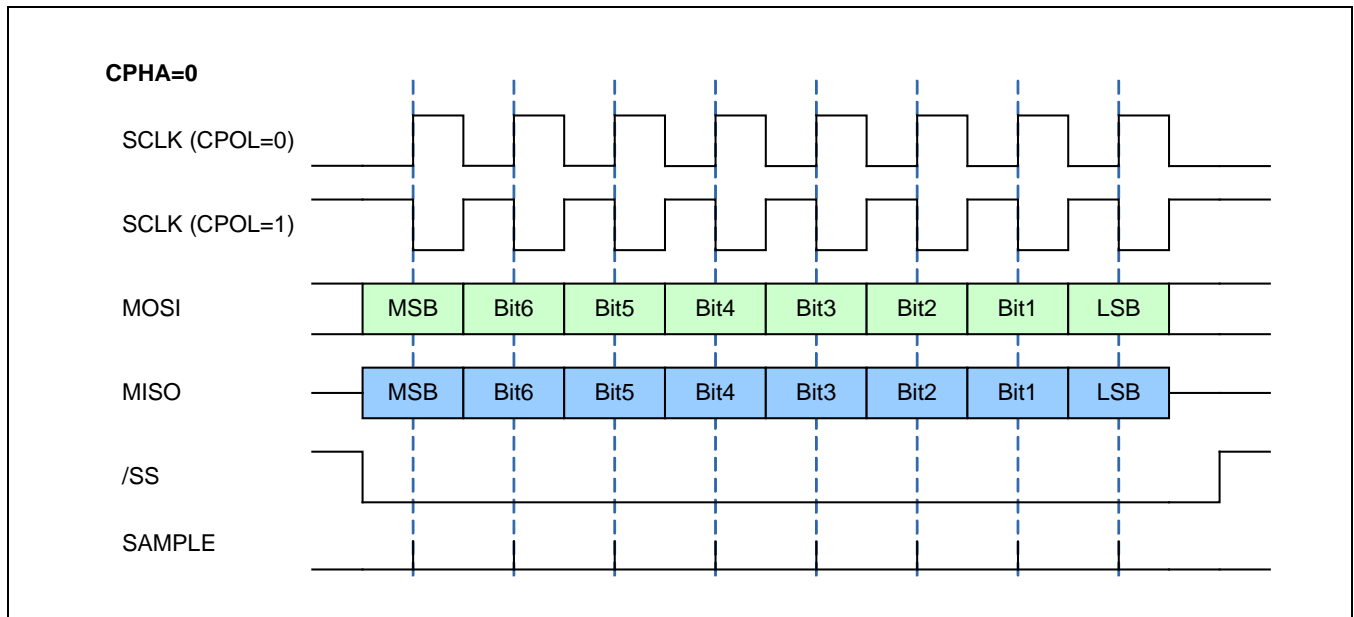 CPHA=0
SCLK (CPOL=0)
SCLK (CPOL=1)
MOSI MSB Bit6 Bit5 Bit4 Bit3 Bit2 Bit1 LSB
MISO MSB Bit6 Bit5 Bit4 Bit3 Bit2 Bit1 LSB
/SS
SAMPLE